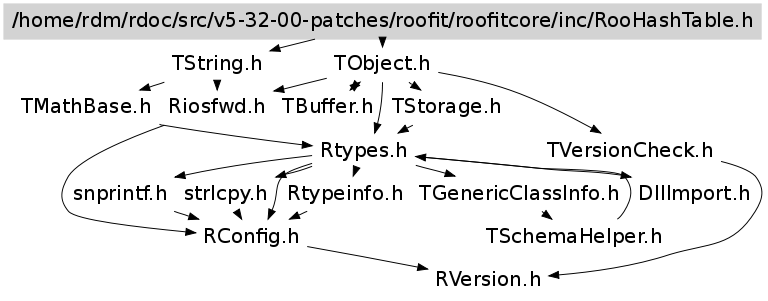 /home/rdm/rdoc/src/v5-32-00-patches/roofit/roofitcore/inc/RooHashTable.h
TString.h
TObject.h
TMathBase.h
Riosfwd.h
TBuffer.h
TStorage.h
Rtypes.h
TVersionCheck.h
snprintf.h
strlcpy.h
Rtypeinfo.h
TGenericClassInfo.h
DllImport.h
RConfig.h
TSchemaHelper.h
RVersion.h